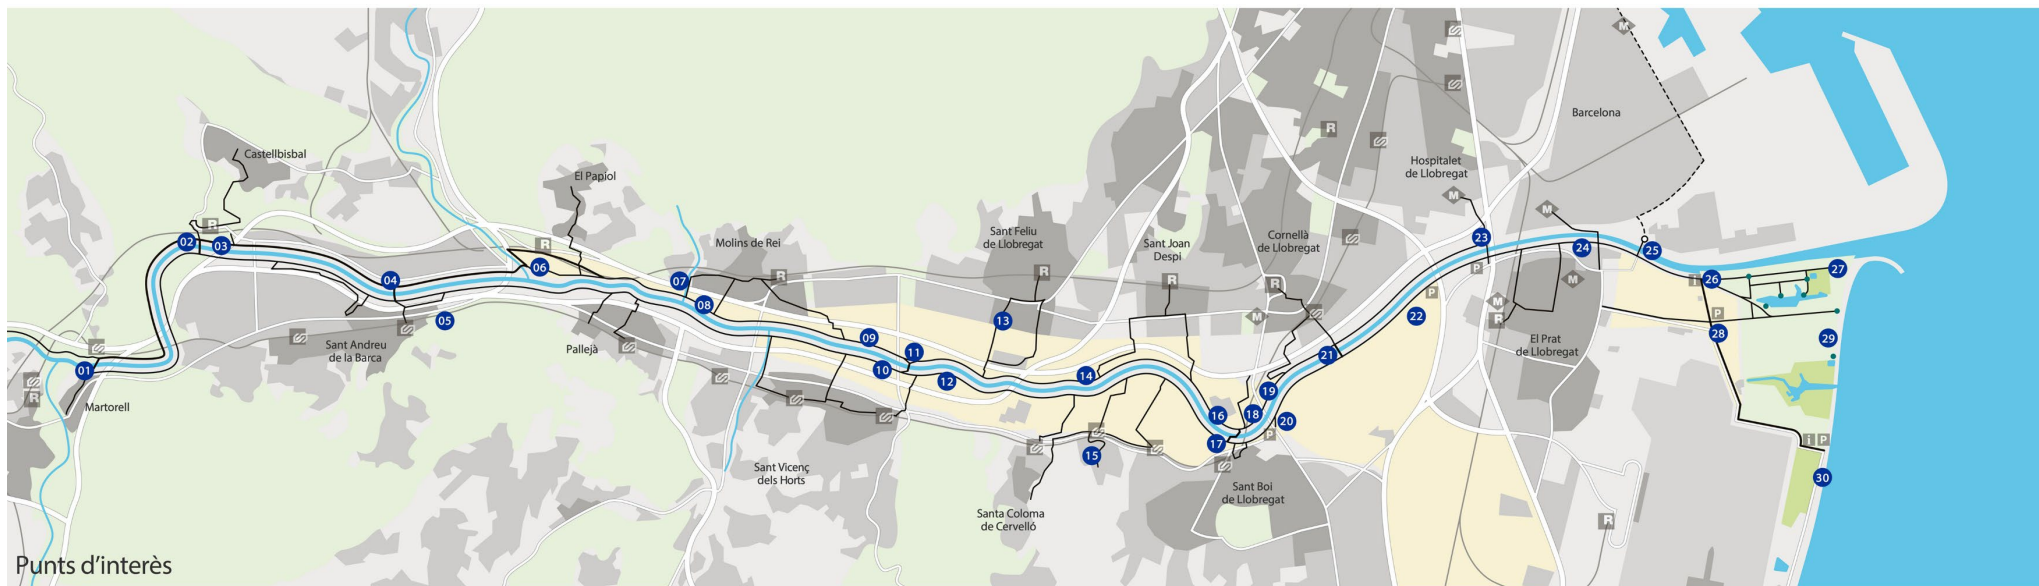 Castellbisbal
El Papiol
Molins de Rei
Sant Feliu
de Llobregat
Sant Joan
Despi
Cornellà
de Llobregat
Hospitalet
de Llobregat
Barcelona
Martorell
Sant Andreu
de la Barca
Pallejà
Sant Vicenç
dels Horts
Santa Coloma
de Cervelló
Sant Boi
de Llobregat
El Prat
de Llobregat
01
02
03
04
05
06
07
08
09
10
11
12
13
14
15
16
17
18
19
20
21
22
23
24
25
26
27
28
29
30
R
R
R
R
R
R
R
R
R
R
M
M
M
M
M
M
P
P
P
P
P
i
i
Punts d'interès